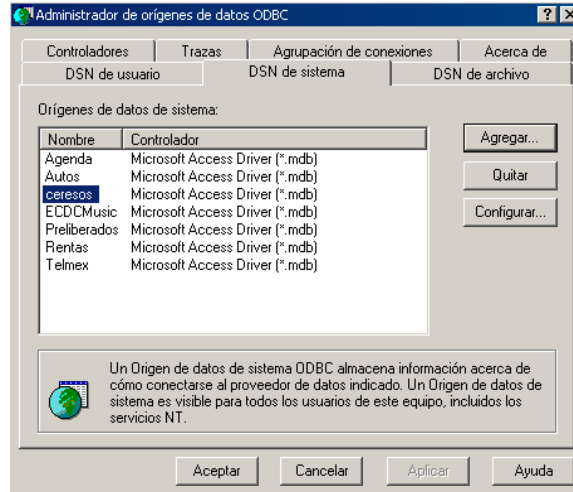 Administrador de orígenes de datos ODBC
Controladores Trazas Agrupación de conexiones Acerca de
DSN de usuario DSN de sistema DSN de archivo
Orígenes de datos de sistema:
Nombre Controlador
Agenda Microsoft Access Driver (*.mdb)
Autos Microsoft Access Driver (*.mdb)
ceresos Microsoft Access Driver (*.mdb)
ECDCMusic Microsoft Access Driver (*.mdb)
Preliberados Microsoft Access Driver (*.mdb)
Rentas Microsoft Access Driver (*.mdb)
Telmex Microsoft Access Driver (*.mdb)
Agregar...
Quitar
Configurar...
Un Origen de datos de sistema ODBC almacena información acerca de
cómo conectarse al proveedor de datos indicado. Un Origen de datos de
sistema es visible para todos los usuarios de este equipo, incluidos los
servicios NT.
Aceptar Cancelar Aplicar Ayuda